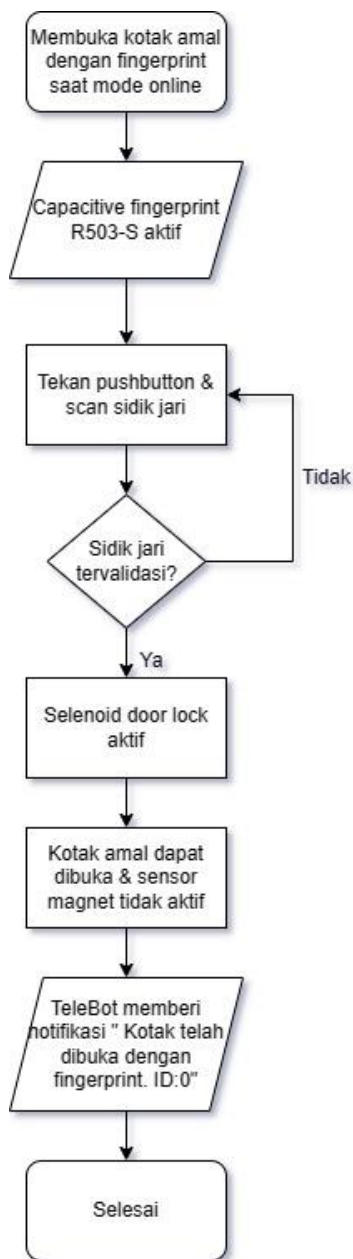 Membuka kotak amal
dengan fingerprint
saat mode online
Capacitive fingerprint
R503-S aktif
Tekan pushbutton &
scan sidik jari
Tidak
Sidik jari
tervalidasi?
Ya
Selenoid door lock
aktif
Kotak amal dapat
dibuka & sensor
magnet tidak aktif
TeleBot memberi
notifikasi " Kotak telah
dibuka dengan
fingerprint. ID:0"
Selesai